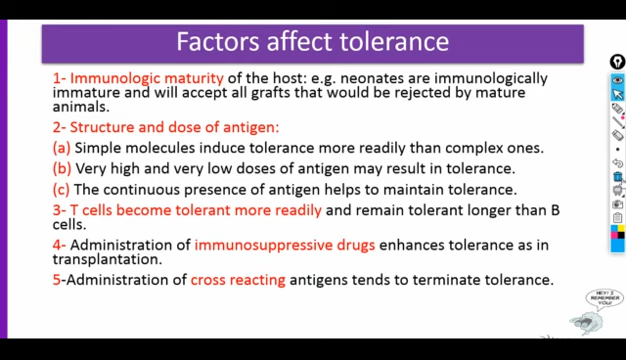 Factors affect tolerance
1- Immunologic maturity of the host: e.g. neonates are immunologically
immature and will accept all grafts that would be rejected by mature
animals.
2- Structure and dose of antigen:
(a) Simple molecules induce tolerance more readily than complex ones.
(b) Very high and very low doses of antigen may result in tolerance.
(c) The continuous presence of antigen helps to maintain tolerance.
3- T cells become tolerant more readily and remain tolerant longer than B
cells.
4- Administration of immunosuppressive drugs enhances tolerance as in
transplantation.
5-Administration of cross reacting antigens tends to terminate tolerance.
HEY! I
REMEMBER
YOU!